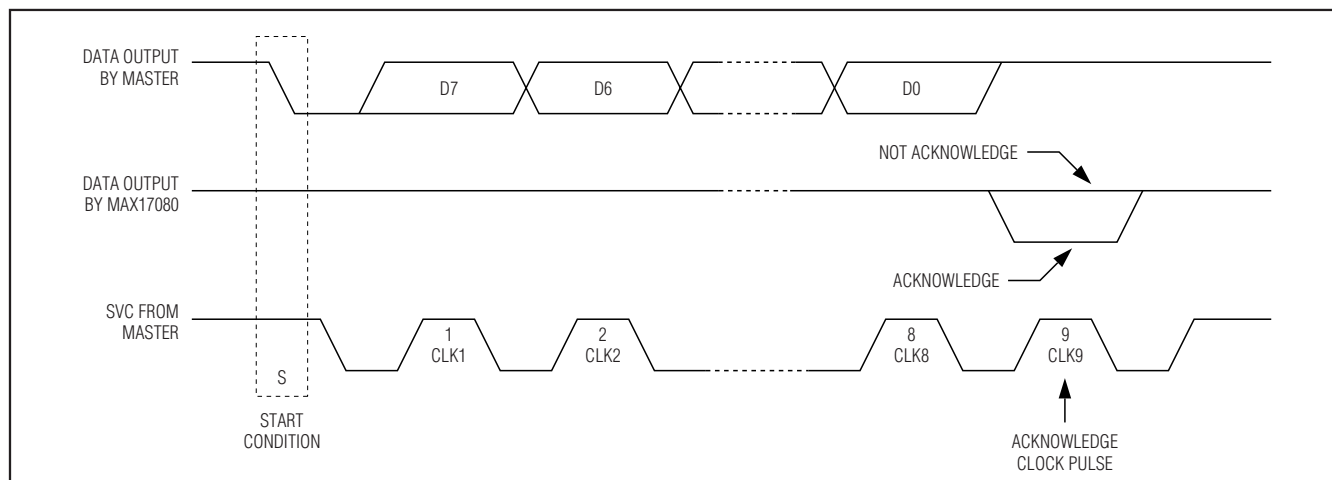 DATA OUTPUT
BY MASTER
D7
D6
D0
NOT ACKNOWLEDGE
DATA OUTPUT
BY MAX17080
ACKNOWLEDGE
SVC FROM
MASTER
1
CLK1
2
CLK2
8
CLK8
9
CLK9
S
START
CONDITION
ACKNOWLEDGE
CLOCK PULSE